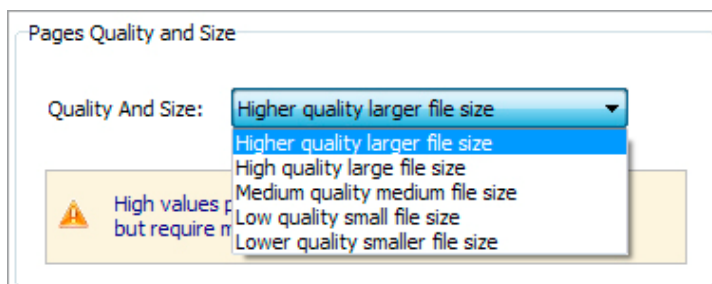 Pages Quality and Size
Quality And Size: Higher quality larger file size
Higher quality larger file size
High quality large file size
Medium quality medium file size
Low quality small file size
Lower quality smaller file size
High values
but require